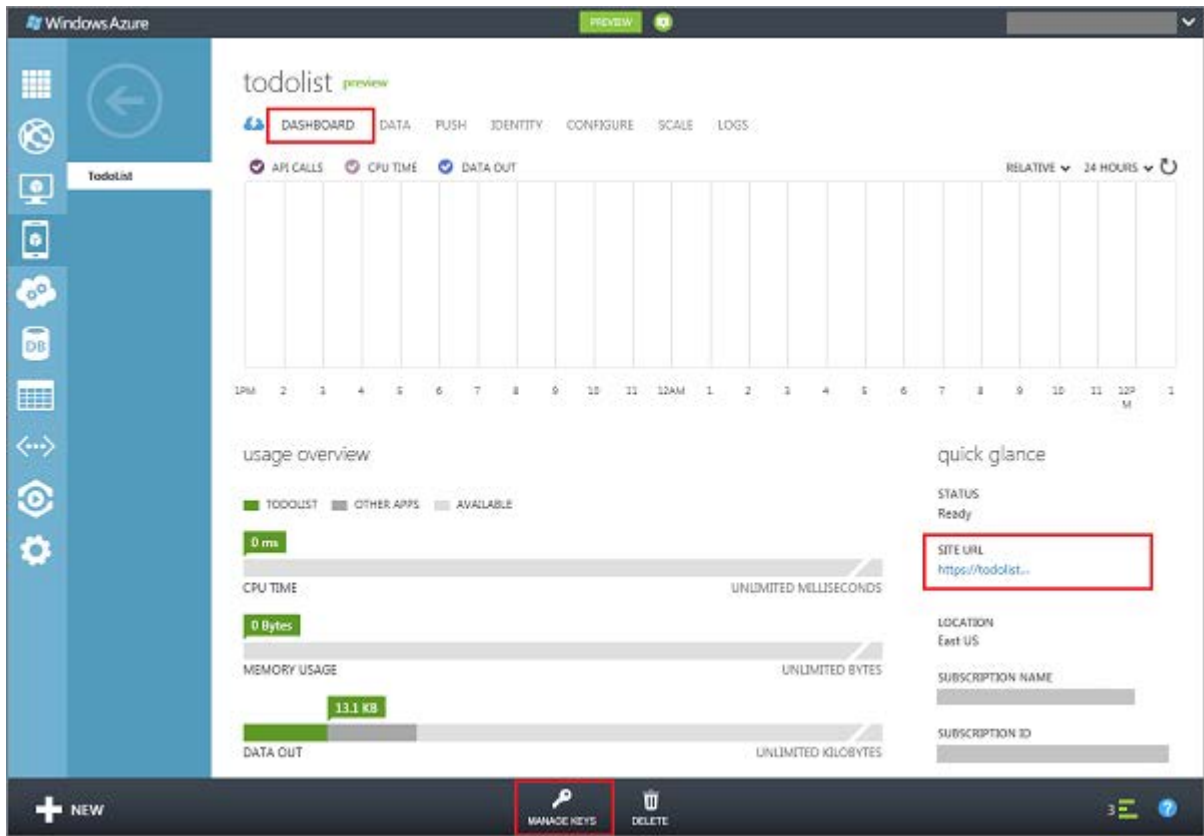 Windows Azure
PREVIEW
todolist preview
DASHBOARD DATA PUSH IDENTITY CONFIGURE SCALE LOGS
TodoList
API CALLS CPU TIME DATA OUT
RELATIVE 24 HOURS
1PM 2 3 4 5 6 7 8 9 10 11 12AM 1 2 3 4 5 6 7 8 9 10 11 12P 1
M
usage overview
quick glance
TODOLIST OTHER APPS AVAILABLE
STATUS
Ready
0 ms
SITE URL
https://todolist...
CPU TIME UNLIMITED MILLISECONDS
0 Bytes
LOCATION
East US
MEMORY USAGE UNLIMITED BYTES
SUBSCRIPTION NAME
13.1 KB
SUBSCRIPTION ID
DATA OUT UNLIMITED KILOBYTES
DB
NEW
MANAGE KEYS
DELETE
3
?